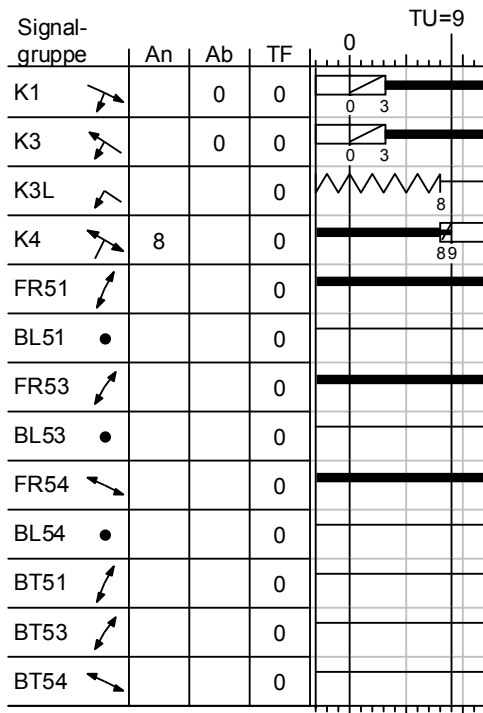 TU=9
Signal-
gruppe An Ab TF 0
K1 0 0 0 3
K3 0 0 0 3
K3L 0 8
K4 8 0 8 9
FR51 0
BL51 0
FR53 0
BL53 0
FR54 0
BL54 0
BT51 0
BT53 0
BT54 0